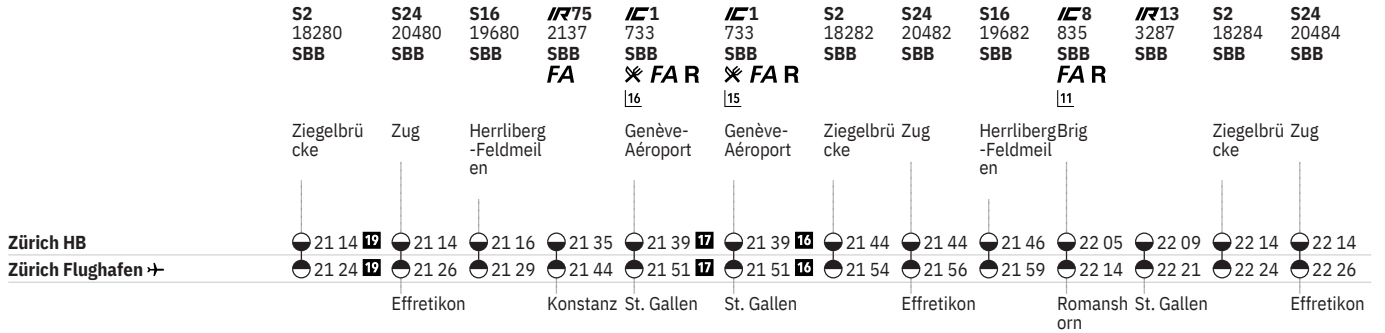 S2 S24 S16 IR75 IC1 IC1 S2 S24 S16 IC8 IR13 S2 S24
18280 20480 19680 2137 733 733 18282 20482 19682 835 3287 18284 20484
SBB SBB SBB SBB SBB SBB SBB SBB SBB SBB SBB SBB SBB
FA FA R FA R FA R
16 15 11
Ziegelbrü Zug Herrliberg Genève- Genève- Ziegelbrü Zug Herrliberg Brig Ziegelbrü Zug
cke -Feldmeil Aéroport Aéroport cke -Feldmeil cke
en en
Zürich HB 21 14 19 21 14 21 16 21 35 21 39 17 21 39 16 21 44 21 44 21 46 22 05 22 09 22 14 22 14
Zürich Flughafen 21 24 19 21 26 21 29 21 44 21 51 17 21 51 16 21 54 21 56 21 59 22 14 22 21 22 24 22 26
Effretikon Konstanz St. Gallen St. Gallen Effretikon Romansh St. Gallen Effretikon
orn